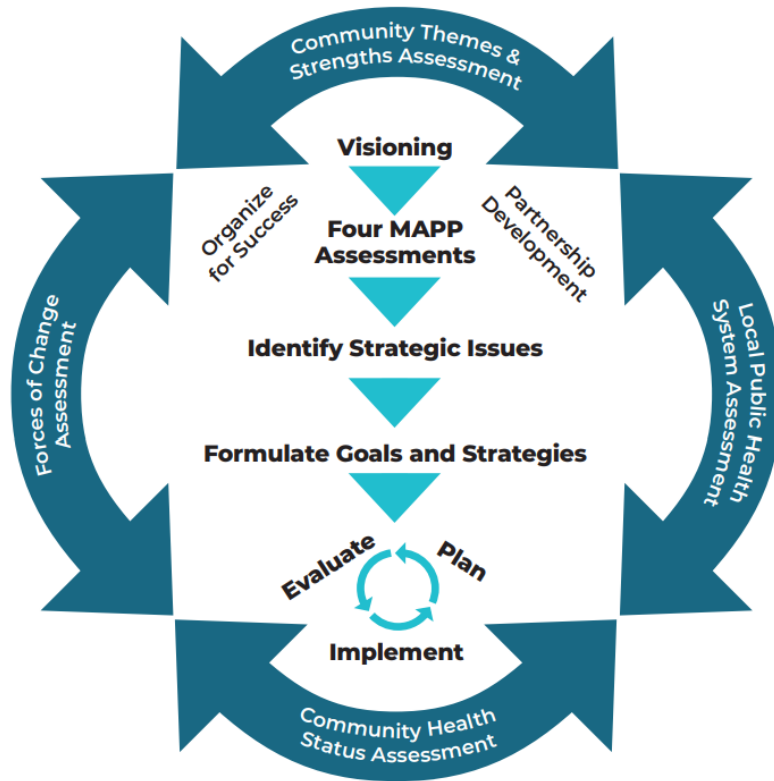 Community Themes &
Strengths Assessment
Visioning
Organize
for Success
Partnership
Development
Four MAPP
Assessments
Forces of Change
Assessment
Local Public Health
System Assessment
Identify Strategic Issues
Formulate Goals and Strategies
Evaluate
Plan
Implement
Community Health
Status Assessment